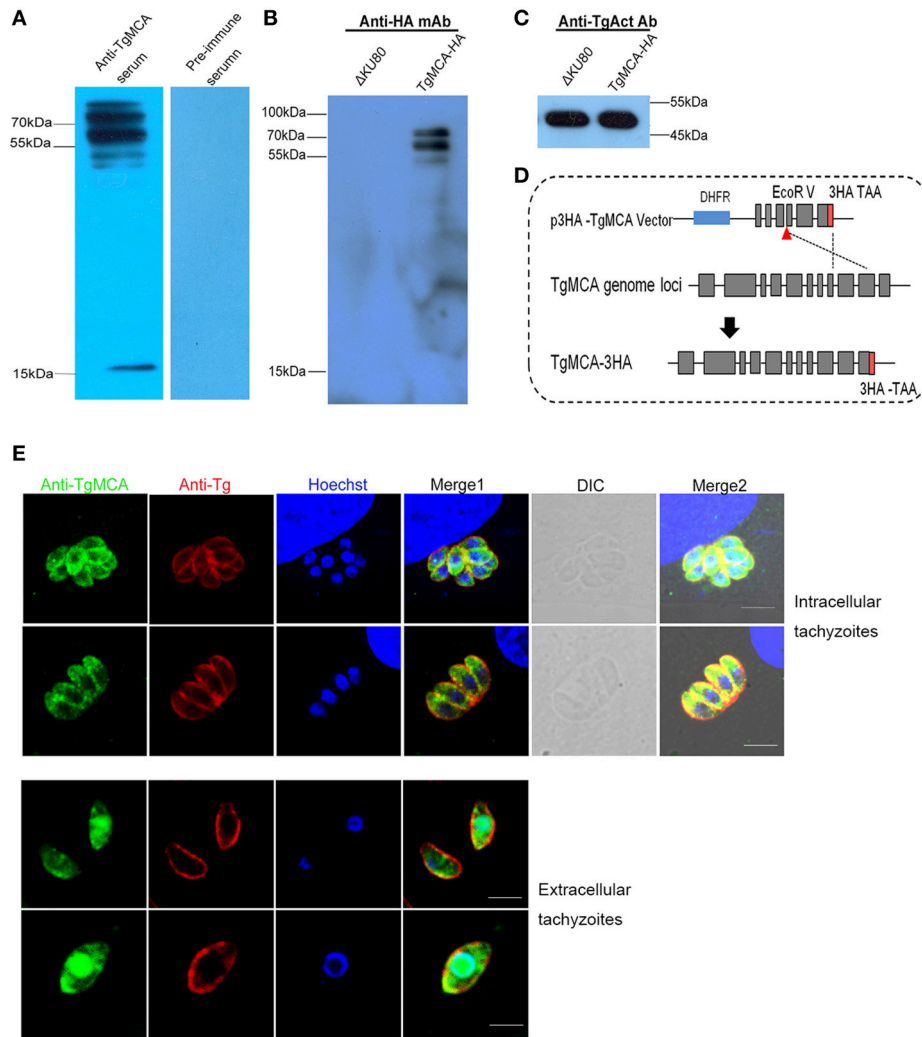 A
Anti-TgMCA
serum
Pre-immune
serumn
70kDa
55kDa
15kDa
B
Anti-HA mAb
ΔKU80
TgMCA-HA
100kDa
70kDa
55kDa
15kDa
C
Anti-TgAct Ab
ΔKU80
TgMCA-HA
55kDa
45kDa
D
DHFR
EcoR V
3HA TAA
p3HA -TgMCA Vector
TgMCA genome loci
TgMCA-3HA
3HA -TAA
E
Anti-TgMCA
Anti-Tg
Hoechst
Merge1
DIC
Merge2
Intracellular
tachyzoites
Extracellular
tachyzoites